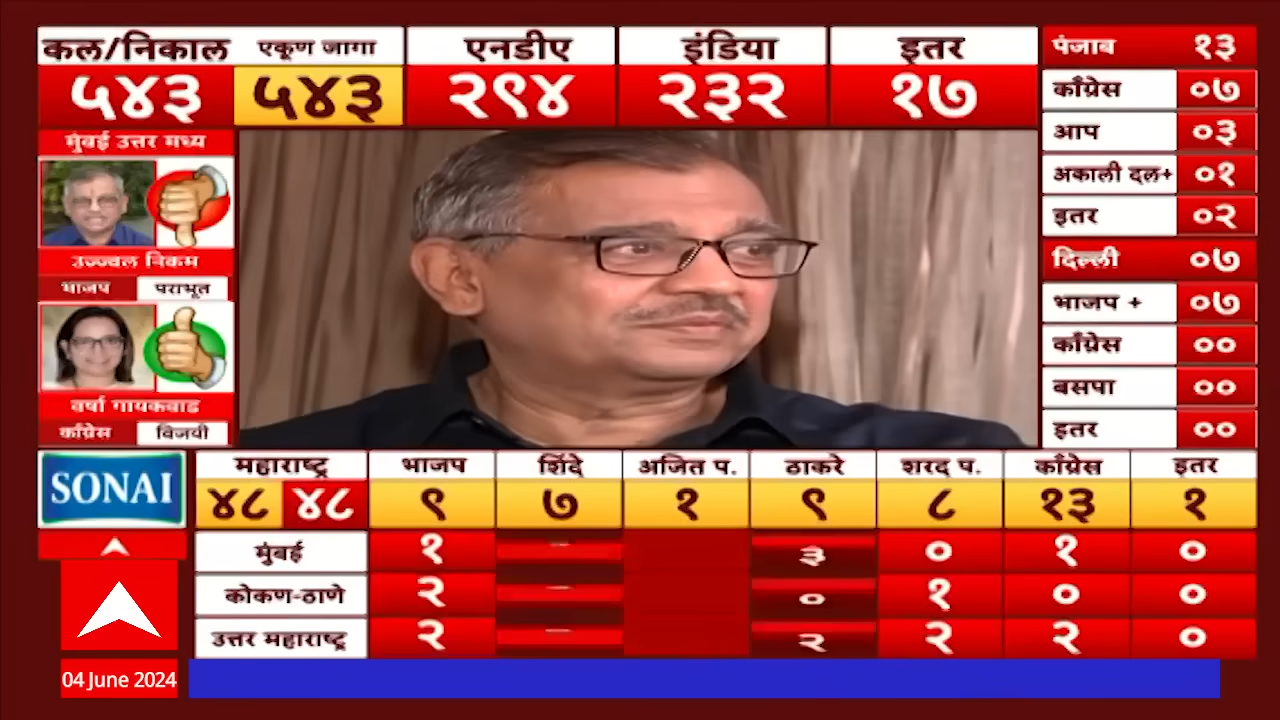 कल/निकाल एकूण जागा एनडीए इंडिया इतर
५४३ ५४३ २९४ २३२ १७
पंजाब १३
काँग्रेस ०७
आप ०३
अकाली दल+ ०१
इतर ०२
दिल्ली ०७
भाजप + ०७
काँग्रेस ००
बसपा ००
इतर ००
मुंबई उत्तर मध्य
उज्ज्वल निकम
भाजप पराभूत
वर्षा गायकवाड
काँग्रेस विजयी
SONAI
महाराष्ट्र भाजप शिंदे अजित प. ठाकरे शरद प. काँग्रेस इतर
४८ ४८ ९ ७ १ ९ ८ १३ १
मुंबई १ ३ ० १ ०
कोकण-ठाणे २ ० १ ० ०
उत्तर महाराष्ट्र २ २ २ २ ०
04 June 2024